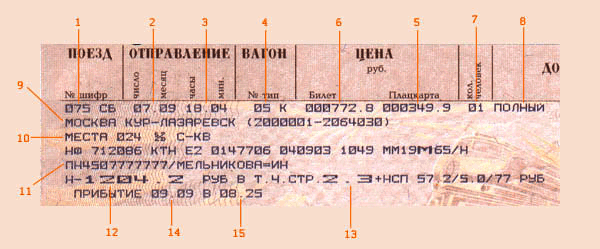 1 2 3 4 6 5 7 8
ПОЕЗД ОТПРАВЛЕНИЕ ВАГОН ЦЕНА
руб.
№ шифр число месяц часы мин. № тип Билет Плацкарта кол. человек ДО
075 СБ 07.09 18.04 05 К 000772.8 000349.9 01 ПОЛНЫЙ
9 МОСКВА КУР-ЛАЗАРЕВСК (2000001-2064030)
10 МЕСТА 024 % С-КВ
НФ 712086 КТН Е2 0147706 040903 1049 ММ19М65/Н
11 ПН4507777777/МЕЛЬНИКОВА=ИН
Н-1204.2 РУБ В Т.Ч.СТР.2.3+НСП 57.2/5.0/77 РУБ
ПРИБЫТИЕ 09.09 В 08.25
12 14 15 13